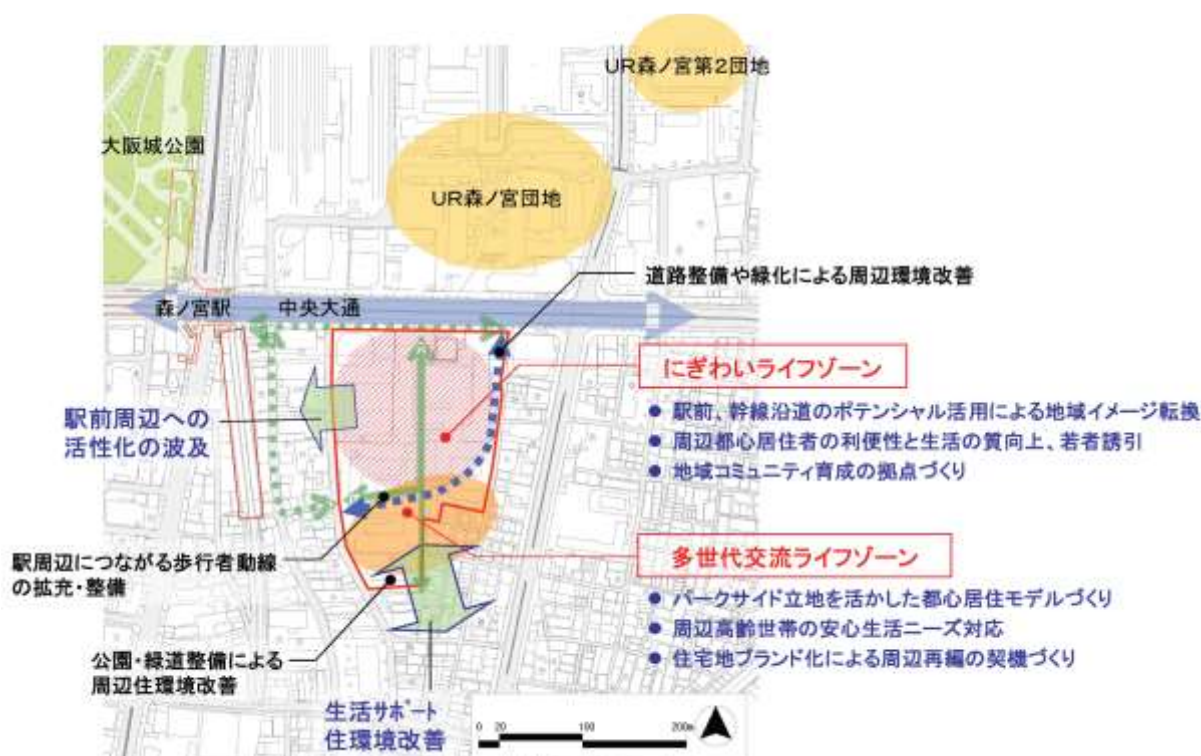 UR森ノ宮第2団地
大阪城公園
UR森ノ宮団地
道路整備や緑化による周辺環境改善
森ノ宮駅
中央大通
にぎわいライフゾーン
● 駅前、幹線沿道のポテンシャル活用による地域イメージ転換
● 周辺都心居住者の利便性と生活の質向上、若者誘引
● 地域コミュニティ育成の拠点づくり
駅前周辺への
活性化の波及
駅周辺につながる歩行者動線
の拡充・整備
多世代交流ライフゾーン
● パークサイド立地を活かした都心居住モデルづくり
● 周辺高齢世帯の安心生活ニーズ対応
● 住宅地ブランド化による周辺再編の契機づくり
公園・緑道整備による
周辺住環境改善
生活サポート
住環境改善
0 20 100 200m